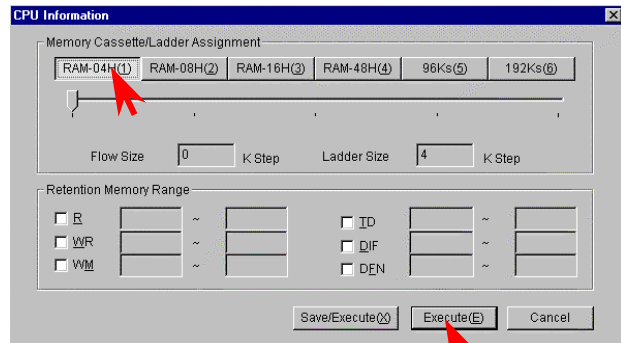 CPU Information
Memory Cassette/Ladder Assignment
RAM-04H(1) RAM-08H(2) RAM-16H(3) RAM-48H(4) 96Ks(5) 192Ks(6)
Flow Size 0 K Step Ladder Size 4 K Step
Retention Memory Range
R ~ TD ~
WR ~ DIF ~
WM ~ DFN ~
Save/Execute(X) Execute(E) Cancel